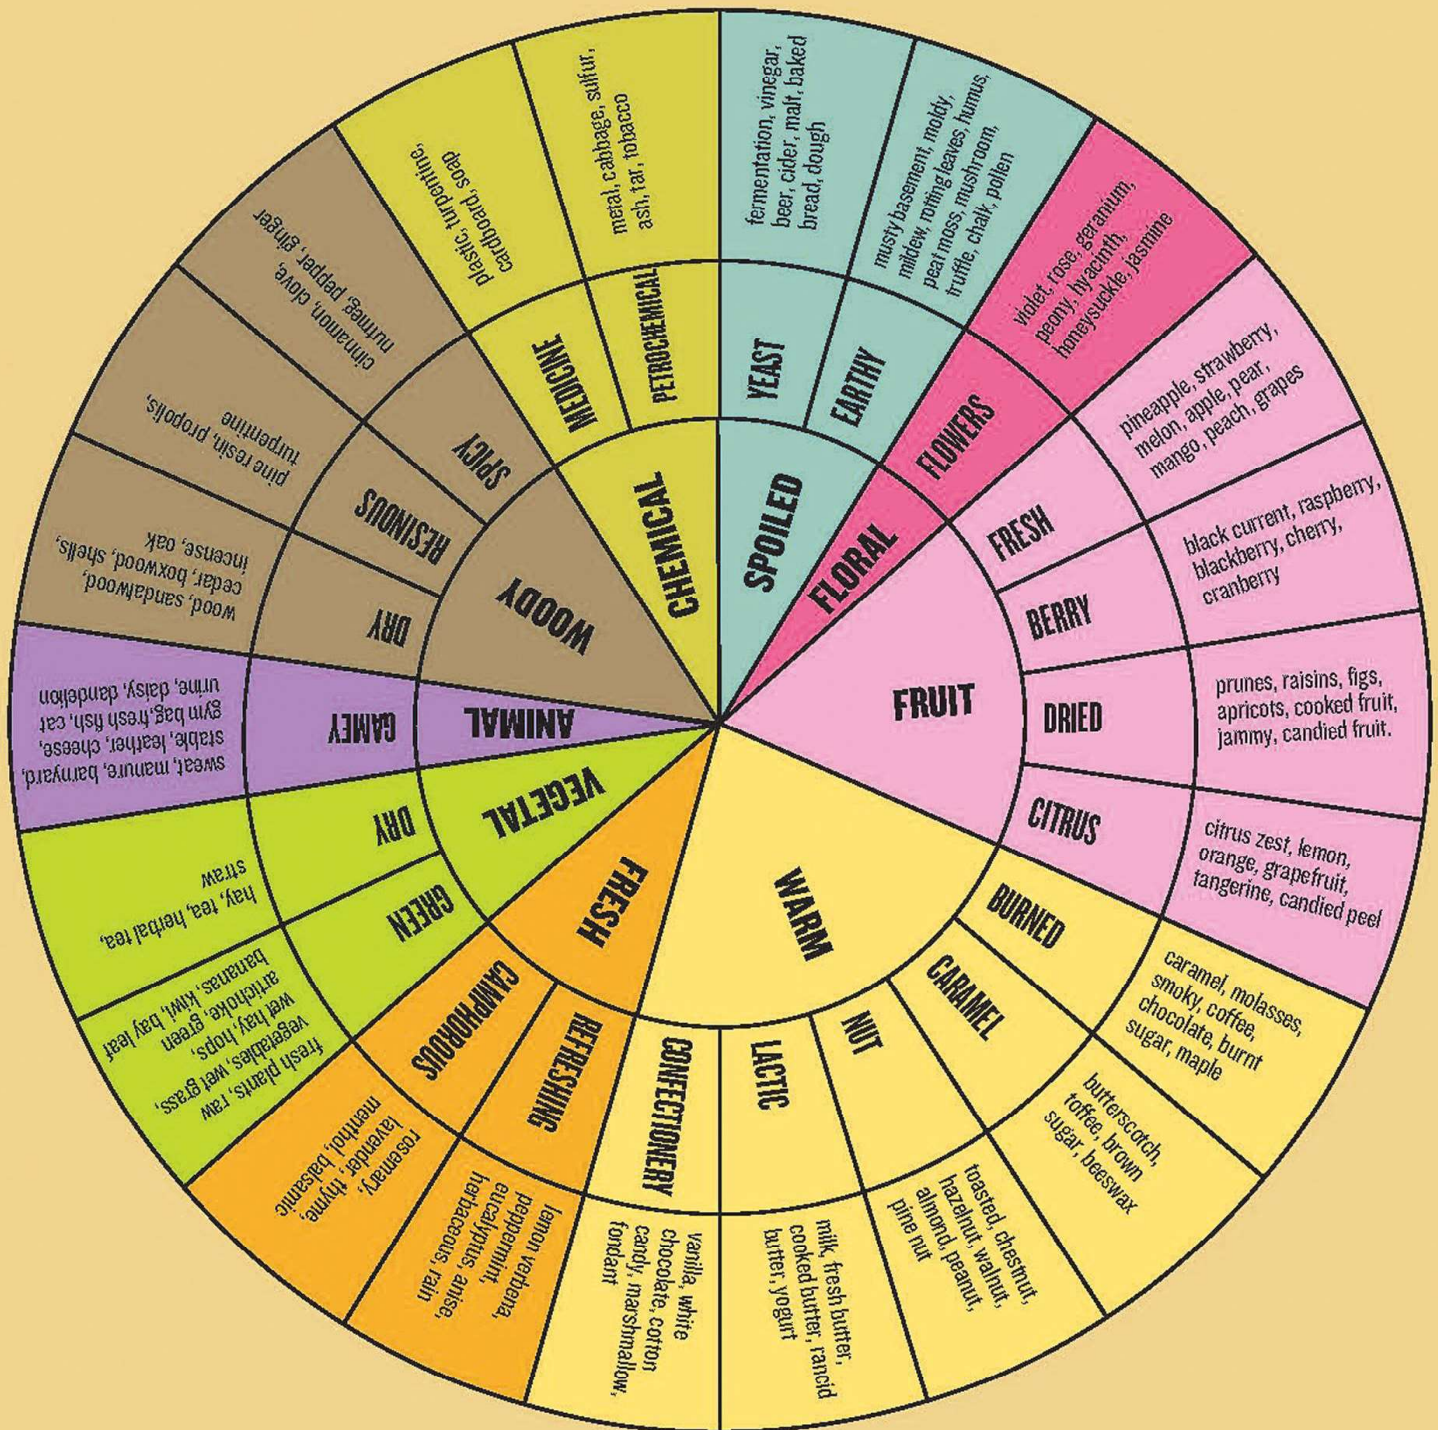 SPOILED
YEAST
fermentation, vinegar,
beer, cider, malt, baked
bread, dough
EARTHY
musty basement, moldy,
mildew, rotting leaves, humus,
peat moss, mushroom,
truffle, chalk, pollen
FLORAL
FLOWERS
violet, rose, geranium,
peony, hyacinth,
honeysuckle, jasmine
FRUIT
FRESH
pineapple, strawberry,
melon, apple, pear,
mango, peach, grapes
BERRY
black current, raspberry,
blackberry, cherry,
cranberry
DRIED
prunes, raisins, figs,
apricots, cooked fruit,
jammy, candied fruit.
CITRUS
citrus zest, lemon,
orange, grapefruit,
tangerine, candied peel
WARM
BURNED
caramel, molasses,
smoky, coffee,
chocolate, burnt
sugar, maple
CARAMEL
butterscotch,
toffee, brown
sugar, beeswax
NUT
toasted, chestnut,
hazelnut, walnut,
almond, peanut,
pine nut
LACTIC
milk, fresh butter,
cooked butter, rancid
butter, yogurt
CONFECTIONERY
vanilla, white
chocolate, cotton
candy, marshmallow,
fondant
FRESH
REFRESHING
lemon verbena,
peppermint,
eucalyptus, anise,
herbaceous, rain
CAMPHOROUS
rosemary,
lavender, thyme,
menthol, balsamic
VEGETAL
GREEN
fresh plants, raw
vegetables, wet grass,
wet hay, hops,
artichoke, green
bananas, kiwi, bay leaf
DRY
hay, tea, herbal tea,
straw
ANIMAL
GAMEY
sweat, manure, barnyard,
stable, leather, cheese,
gym bag, fresh fish, cat
urine, daisy, dandelion
WOODY
DRY
wood, sandalwood,
cedar, boxwood, shells,
incense, oak
RESINOUS
pine resin, propolis,
turpentine
SPICY
cinnamon, clove,
nutmeg, pepper, ginger
CHEMICAL
MEDICINE
plastic, turpentine,
cardboard, soap
PETROCHEMICAL
metal, cabbage, sulfur,
ash, tar, tobacco